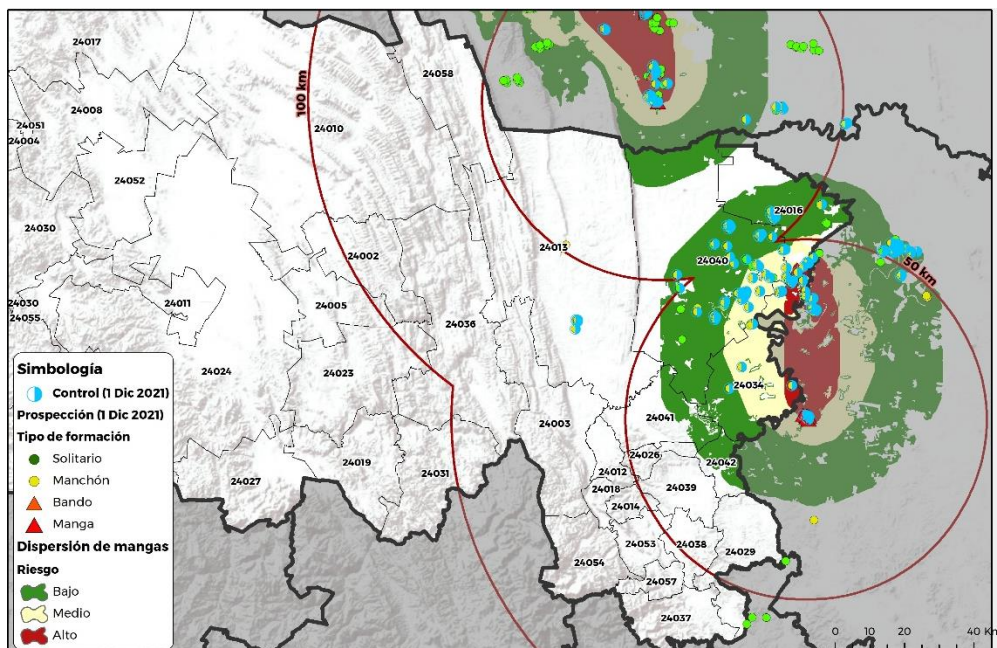 24017
24058
24008
100 km
24010
24051
24004
24052
24016
24030
24013
24040
24002
50 km
24030
24055
24011
24005
24036
24024
24023
24034
24041
24003
24026
24042
24012
24019
24031
24018
24039
24027
24014
24053
24038
24029
24054
24057
24037
Simbología
Control (1 Dic 2021)
Prospección (1 Dic 2021)
Tipo de formación
Solitario
Manchón
Bando
Manga
Dispersión de mangas
Riesgo
Bajo
Medio
Alto
0 10 20 40 Km